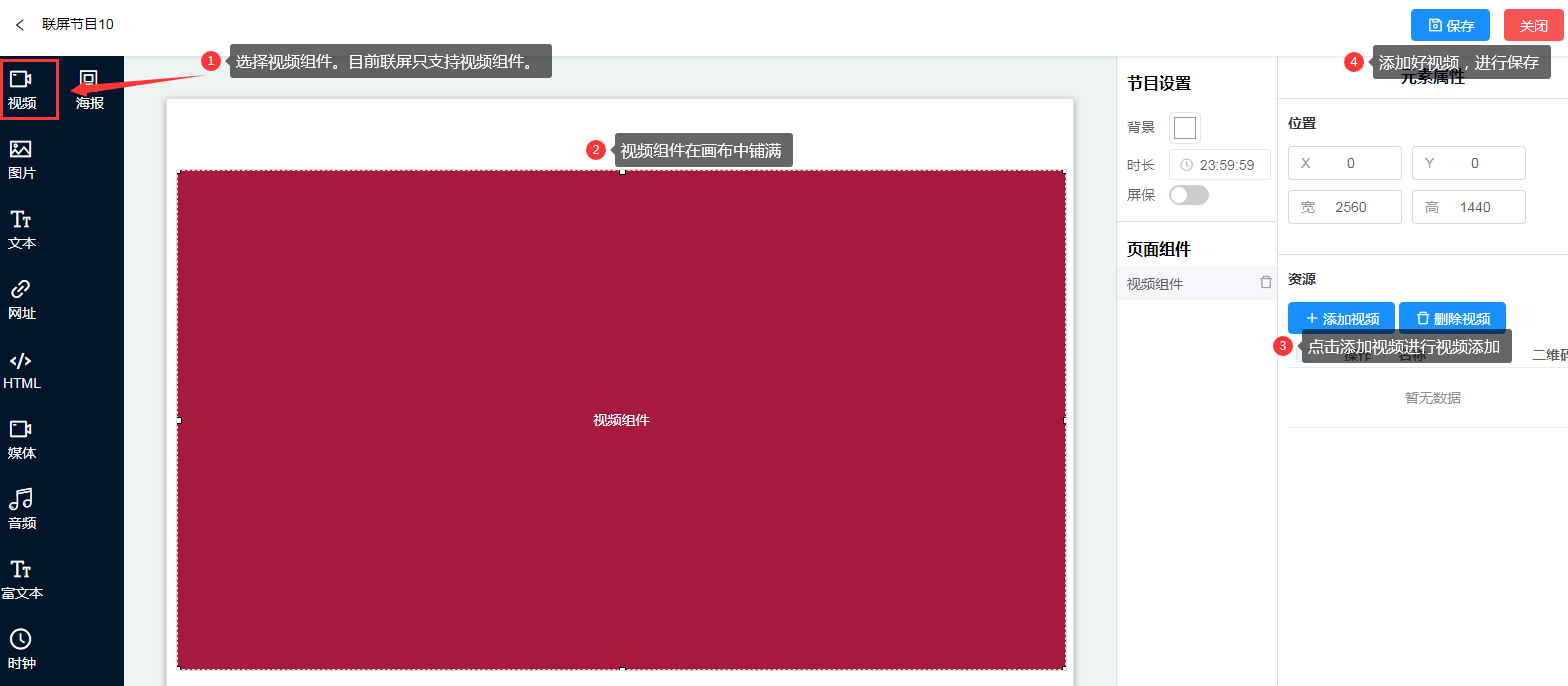 联屏节目10
保存
关闭
1
选择视频组件。目前联屏只支持视频组件。
4
添加好视频，进行保存
元素属性
视频
海报
图片
文本
网址
HTML
媒体
音频
富文本
时钟
2
视频组件在画布中铺满
视频组件
节目设置
背景
时长
23:59:59
屏保
页面组件
视频组件
位置
X 0
Y 0
宽 2560
高 1440
资源
添加视频
删除视频
3
点击添加视频进行视频添加
操作
名称
二维码
暂无数据